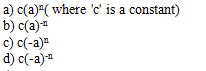 a) c(a)ⁿ( where 'c' is a constant)
b) c(a)⁻ⁿ
c) c(-a)ⁿ
d) c(-a)⁻ⁿ